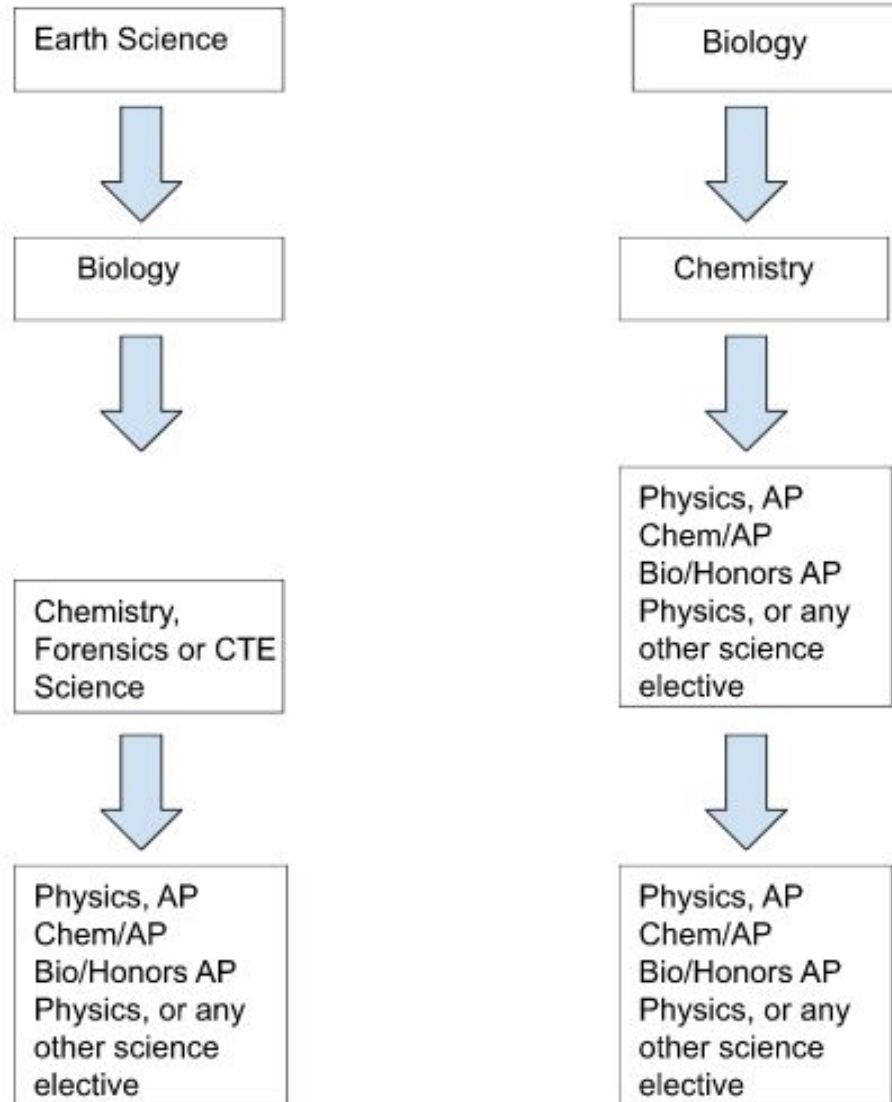 Earth Science
Biology
Chemistry,
Forensics or CTE
Science
Physics, AP
Chem/AP
Bio/Honors AP
Physics, or any
other science
elective
Biology
Chemistry
Physics, AP
Chem/AP
Bio/Honors AP
Physics, or any
other science
elective
Physics, AP
Chem/AP
Bio/Honors AP
Physics, or any
other science
elective